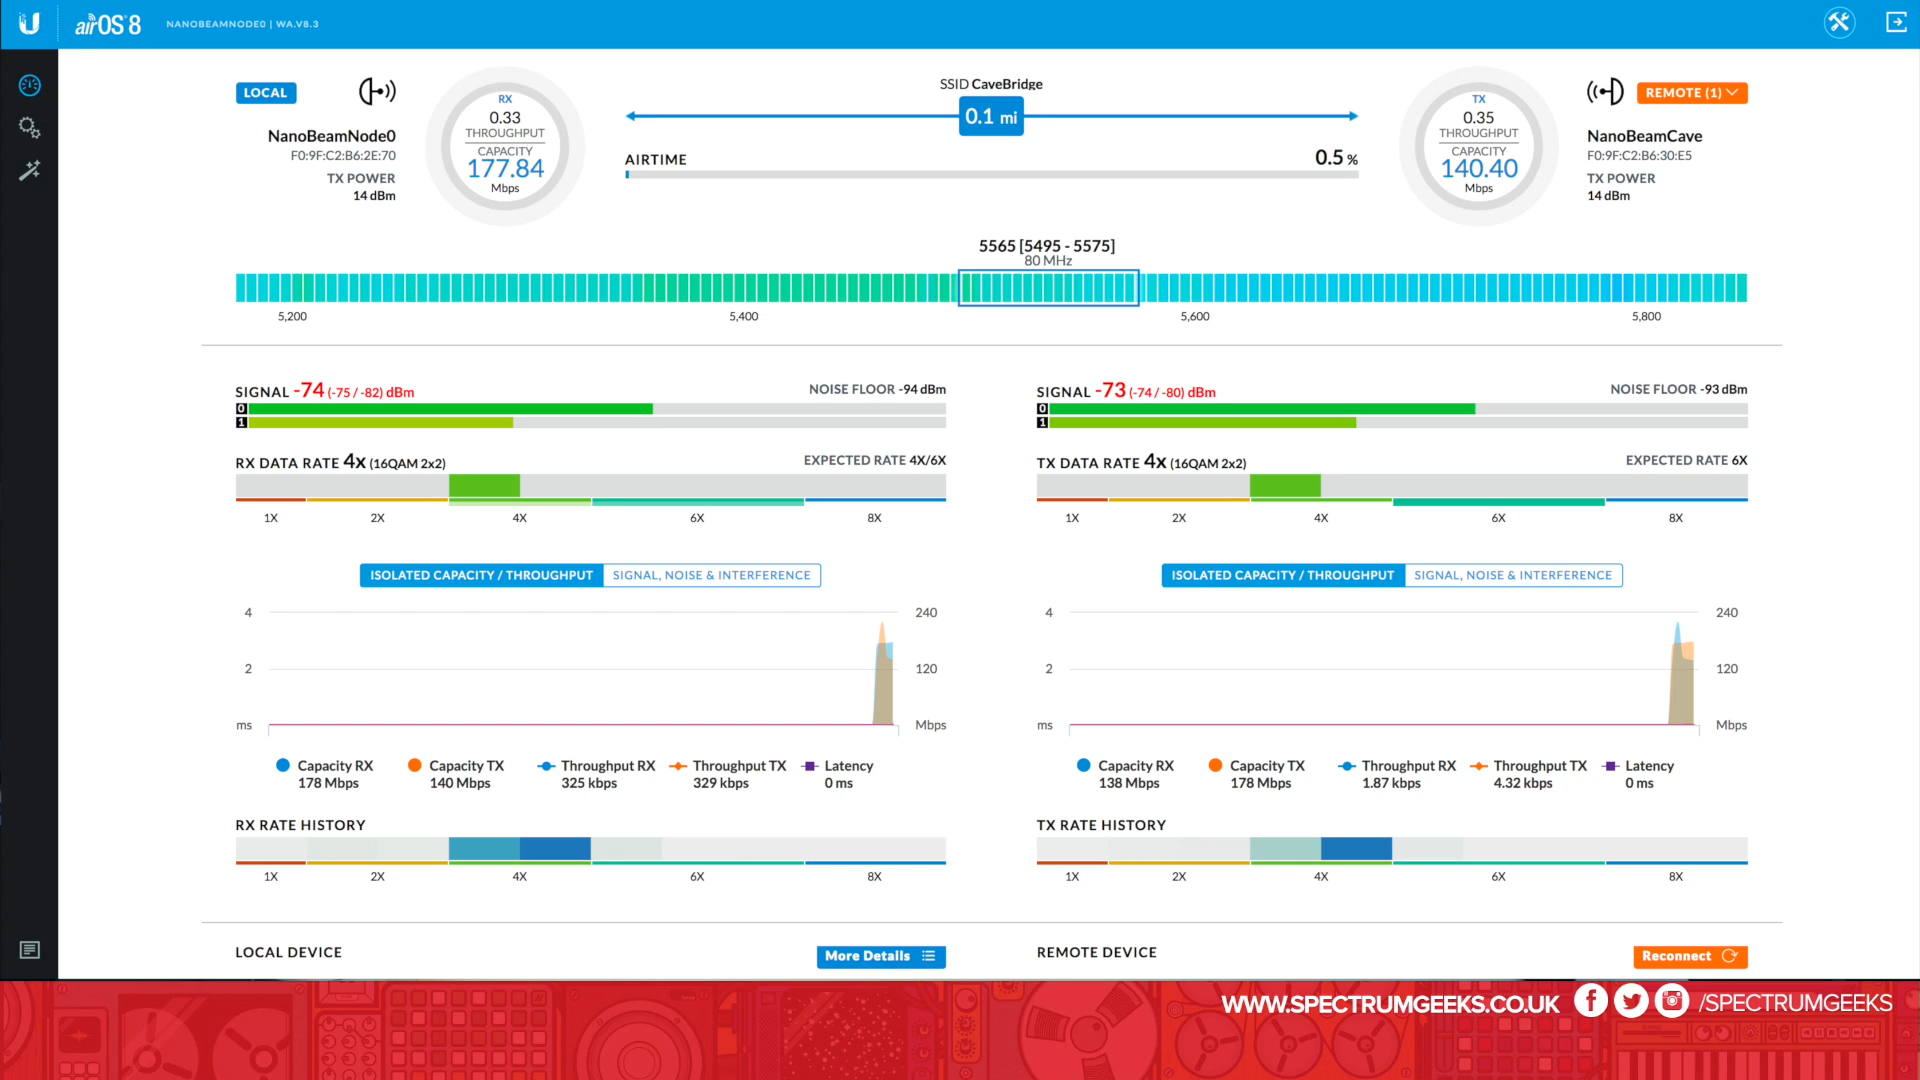 airOS 8
NANOBEAMNODE0 | WA.V8.3
LOCAL
NanoBeamNode0
F0:9F:C2:B6:2E:70
TX POWER
14 dBm
RX
0.33
THROUGHPUT
CAPACITY
177.84
Mbps
SSID CaveBridge
0.1 mi
AIRTIME
0.5 %
TX
0.35
THROUGHPUT
CAPACITY
140.40
Mbps
REMOTE (1)
NanoBeamCave
F0:9F:C2:B6:30:E5
TX POWER
14 dBm
5565 [5495 - 5575]
80 MHz
5,200 5,400 5,600 5,800
SIGNAL -74 (-75 / -82) dBm
NOISE FLOOR -94 dBm
0
1
RX DATA RATE 4x (16QAM 2x2)
EXPECTED RATE 4X/6X
1X 2X 4X 6X 8X
ISOLATED CAPACITY / THROUGHPUT
SIGNAL, NOISE & INTERFERENCE
4 240
2 120
ms Mbps
Capacity RX Capacity TX Throughput RX Throughput TX Latency
178 Mbps 140 Mbps 325 kbps 329 kbps 0 ms
RX RATE HISTORY
1X 2X 4X 6X 8X
LOCAL DEVICE
More Details
SIGNAL -73 (-74 / -80) dBm
NOISE FLOOR -93 dBm
0
1
TX DATA RATE 4x (16QAM 2x2)
EXPECTED RATE 6X
1X 2X 4X 6X 8X
ISOLATED CAPACITY / THROUGHPUT
SIGNAL, NOISE & INTERFERENCE
4 240
2 120
ms Mbps
Capacity RX Capacity TX Throughput RX Throughput TX Latency
138 Mbps 178 Mbps 1.87 kbps 4.32 kbps 0 ms
TX RATE HISTORY
1X 2X 4X 6X 8X
REMOTE DEVICE
Reconnect
WWW.SPECTRUMGEEKS.CO.UK /SPECTRUMGEEKS